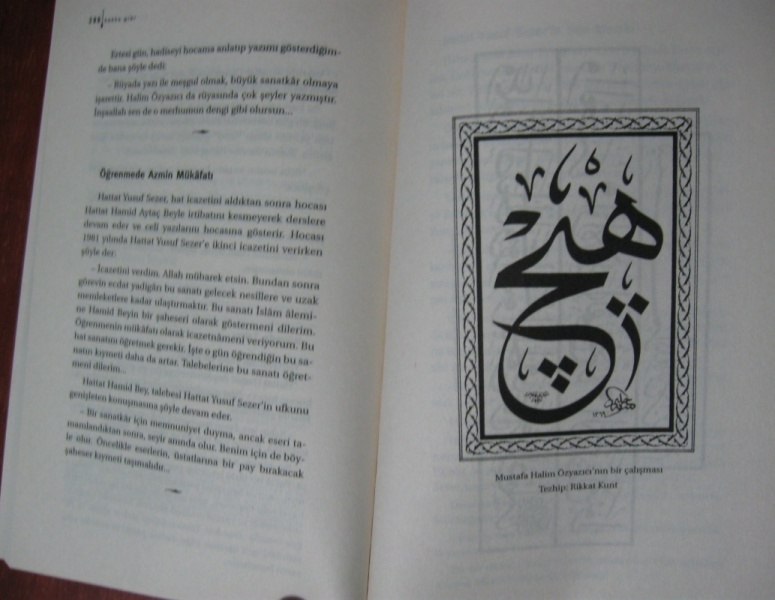 Ertesi gün, hadiseyi hocama anlatıp yazımı gösterdiğim-
de bana şöyle dedi:
– Rüyada yazı ile meşgul olmak, büyük sanatkâr olmaya
işarettir. Halim Özyazıcı da rüyasında çok şeyler yazmıştır.
İnşaallah sen de o merhumun dengi gibi olursun...
Öğrenmede Azmin Mükâfatı
Hattat Yusuf Sezer, hat icazetini aldıktan sonra hocası
Hattat Hamid Aytaç Beyle irtibatını kesmeyerek derslere
devam eder ve celi yazılarını hocasına gösterir. Hocası
1981 yılında Hattat Yusuf Sezer'e ikinci icazetini verirken
şöyle der:
– İcazetini verdim. Allah mübarek etsin. Bundan sonra
görevin ecdat yadigârı bu sanatı gelecek nesillere ve uzak
memleketlere kadar ulaştırmaktır. Bu sanatı İslâm âlemi-
ne Hamid Beyin bir şaheseri olarak göstermeni dilerim.
Öğrenmenin mükâfatı olarak icazetnâmeni veriyorum. Bu
hat sanatını öğretmek gerekir. İşte o gün öğrendiğin bu sa-
natın kıymeti daha da artar. Talebelerine bu sanatı öğret-
meni dilerim...
Hattat Hamid Bey, talebesi Hattat Yusuf Sezer'in ufkunu
genişleten konuşmasına şöyle devam eder.
– Bir sanatkâr için memnuniyet duyma, ancak eseri ta-
mamlandıktan sonra, seyir anında olur. Benim için de böy-
le olur. Öncelikle eserlerin, üstatlarına bir pay bırakacak
şaheser kıymeti taşımalıdır...
هيچ
Mustafa Halim Özyazıcı'nın bir çalışması
Tezhip: Rikkat Kunt